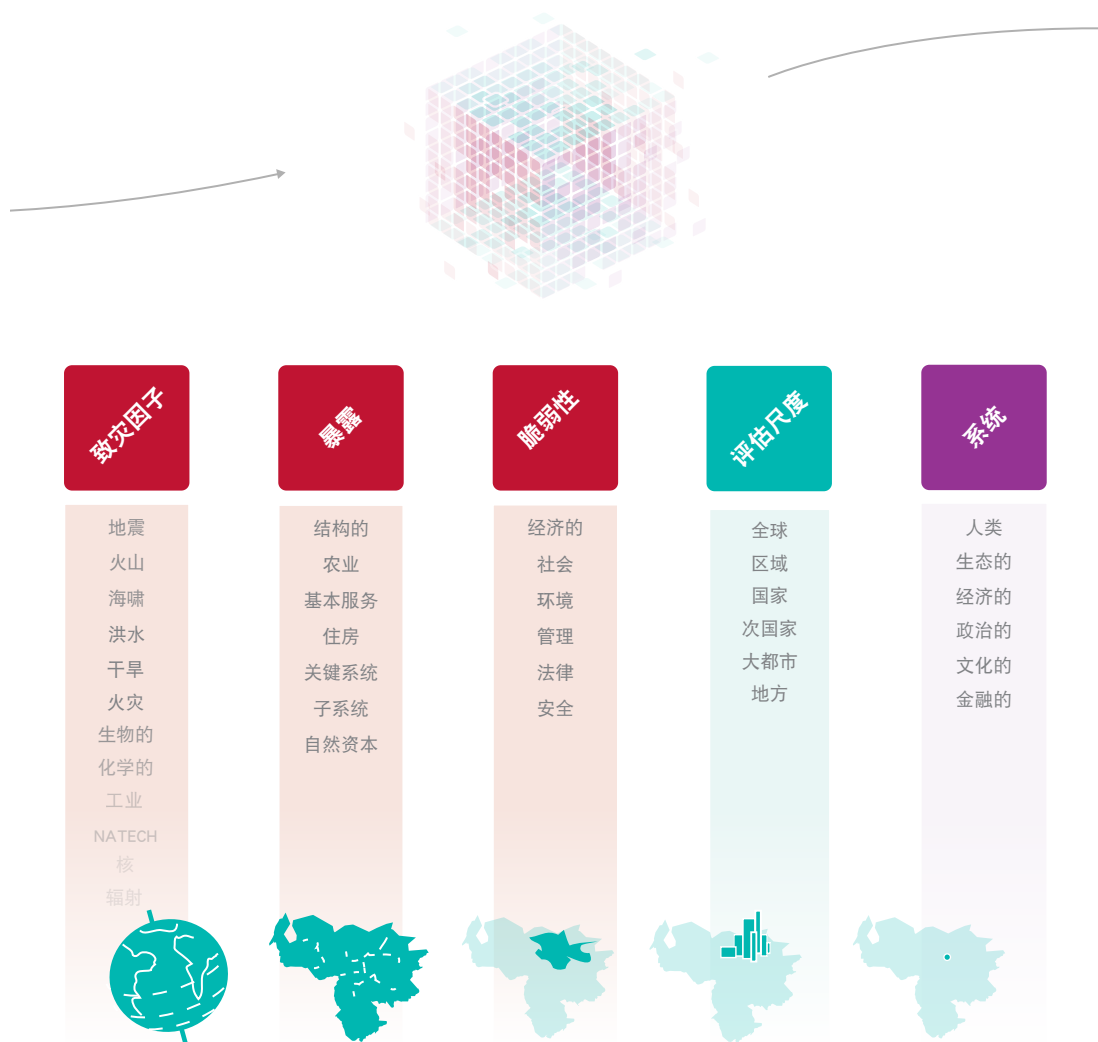 致灾因子
地震
火山
海啸
洪水
干旱
火灾
生物的
化学的
工业
NATECH
核
辐射
暴露
结构的
农业
基本服务
住房
关键系统
子系统
自然资本
脆弱性
经济的
社会
环境
管理
法律
安全
评估尺度
全球
区域
国家
次国家
大都市
地方
系统
人类
生态的
经济的
政治的
文化的
金融的